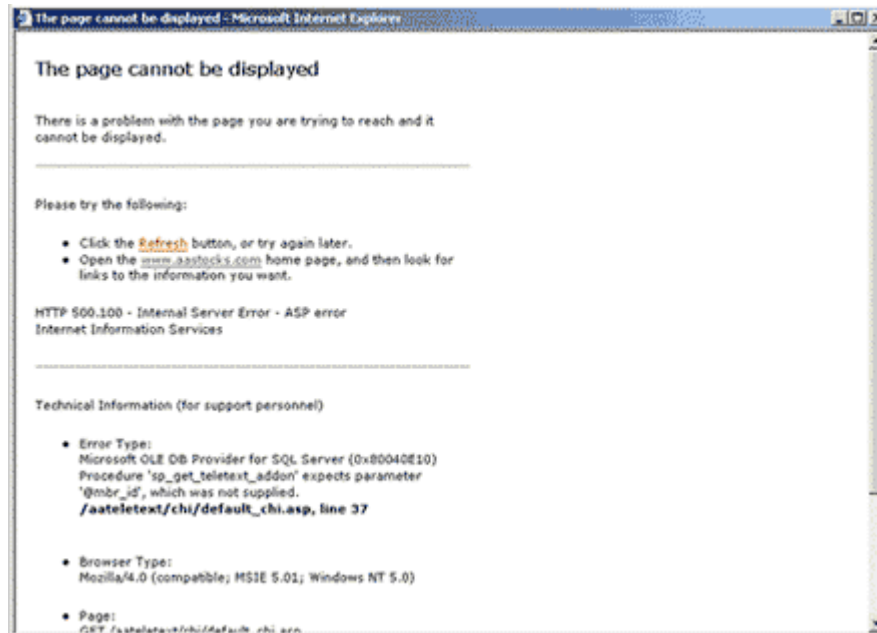 The page cannot be displayed - Microsoft Internet Explorer
The page cannot be displayed
There is a problem with the page you are trying to reach and it
cannot be displayed.
Please try the following:
• Click the Refresh button, or try again later.
• Open the www.aastocks.com home page, and then look for
links to the information you want.
HTTP 500.100 - Internal Server Error - ASP error
Internet Information Services
Technical Information (for support personnel)
• Error Type:
Microsoft OLE DB Provider for SQL Server (0x80040E10)
Procedure 'sp_get_teletext_addon' expects parameter
'@mbr_id', which was not supplied.
/aateletext/chi/default_chi.asp, line 37
• Browser Type:
Mozilla/4.0 (compatible; MSIE 5.01; Windows NT 5.0)
• Page:
GET /aateletext/chi/default_chi.asp